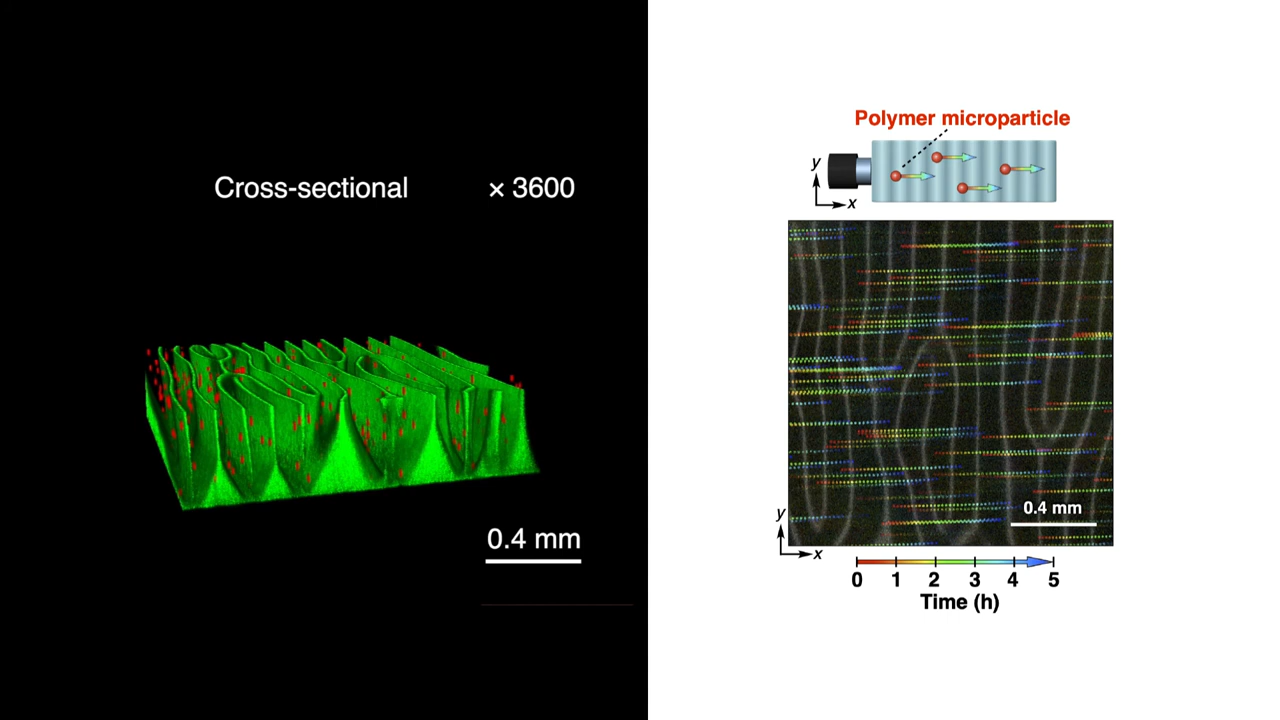 Cross-sectional × 3600
0.4 mm
Polymer microparticle
y
x
0.4 mm
y
x
0 1 2 3 4 5
Time (h)